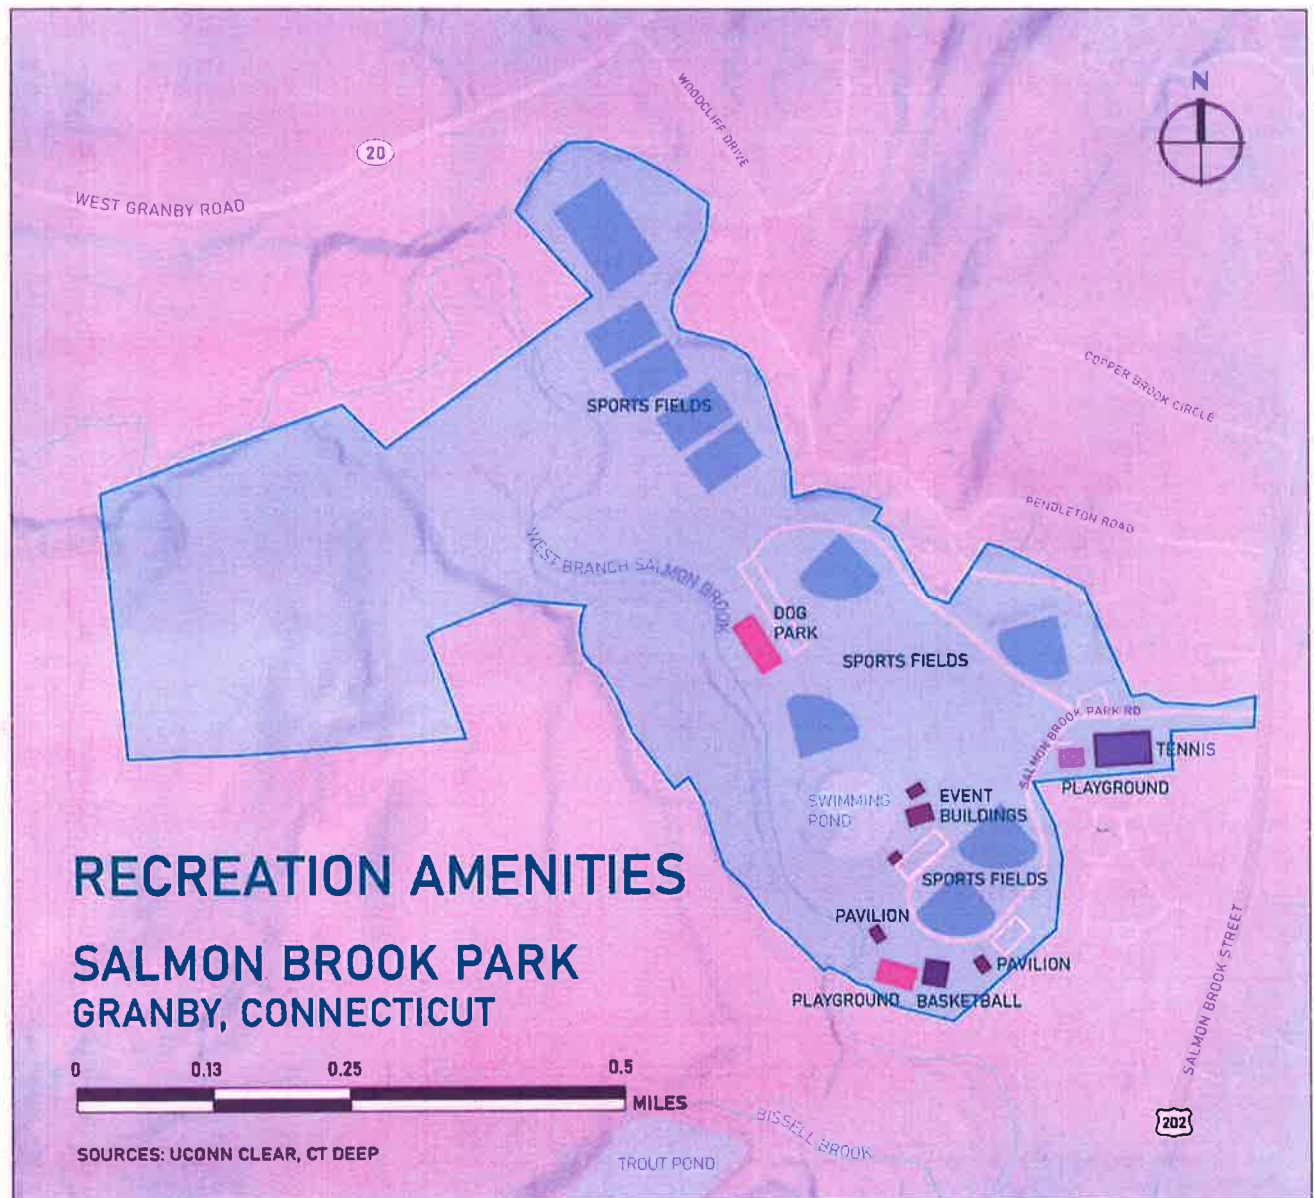 N
WOODCLIFF DRIVE
20
WEST GRANBY ROAD
COPPER BROOK CIRCLE
SPORTS FIELDS
PENDLETON ROAD
WEST BRANCH SALMON BROOK
DOG
PARK
SPORTS FIELDS
SALMON BROOK PARK RD
TENNIS
PLAYGROUND
SWIMMING
POND
EVENT
BUILDINGS
SPORTS FIELDS
PAVILION
PAVILION
PLAYGROUND
BASKETBALL
SALMON BROOK STREET
RECREATION AMENITIES
SALMON BROOK PARK
GRANBY, CONNECTICUT
0 0.13 0.25 0.5
MILES
SOURCES: UCONN CLEAR, CT DEEP
BISSELL BROOK
TROUT POND
202